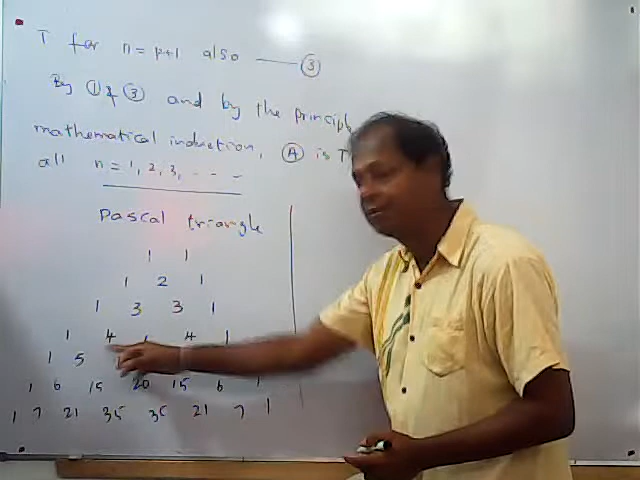 T for n = p+1 also —— ③
By ① & ③ and by the principle
mathematical induction, Ⓐ is T
all n = 1, 2, 3, - - -
Pascal triangle
1 1
1 2 1
1 3 3 1
1 4 4 1
1 5
1 6 15 20 15 6 1
1 7 21 35 35 21 7 1